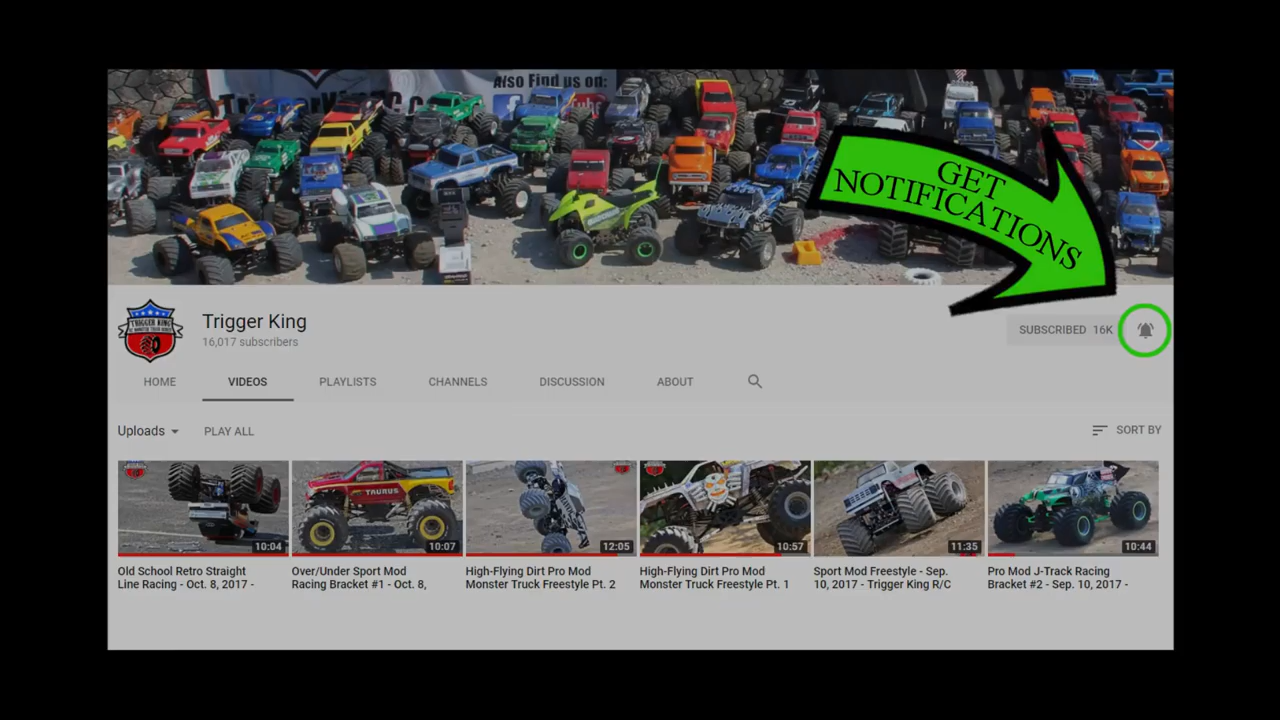 Also Find us on:
GET
NOTIFICATIONS
TRIGGER KING
Trigger King
16,017 subscribers
SUBSCRIBED 16K
HOME
VIDEOS
PLAYLISTS
CHANNELS
DISCUSSION
ABOUT
Uploads
PLAY ALL
SORT BY
TAURUS
10:04
10:07
12:05
10:57
11:35
10:44
Old School Retro Straight
Line Racing - Oct. 8, 2017 -
Over/Under Sport Mod
Racing Bracket #1 - Oct. 8,
High-Flying Dirt Pro Mod
Monster Truck Freestyle Pt. 2
High-Flying Dirt Pro Mod
Monster Truck Freestyle Pt. 1
Sport Mod Freestyle - Sep.
10, 2017 - Trigger King R/C
Pro Mod J-Track Racing
Bracket #2 - Sep. 10, 2017 -